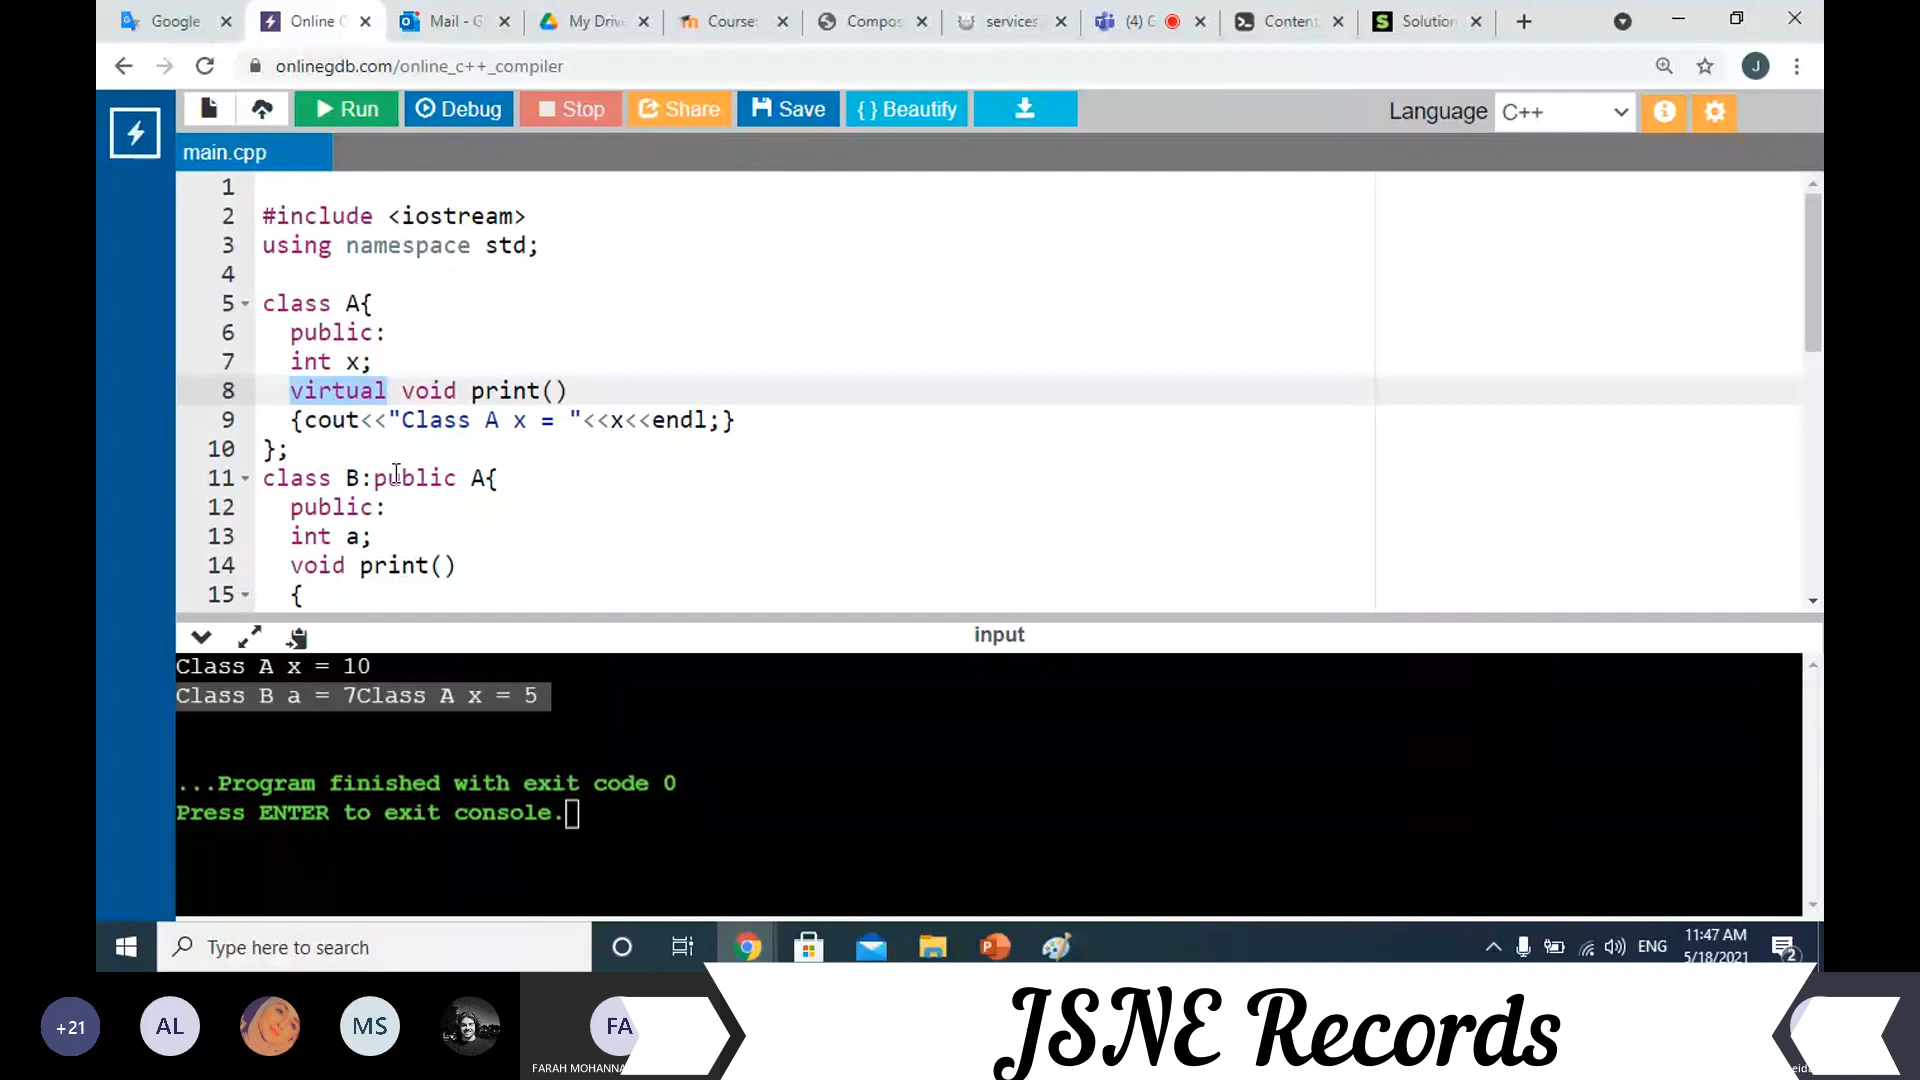 Google
Online C
Mail - G
My Driv
Course
Compos
services
(4) G
Content
Solution
onlinegdb.com/online_c++_compiler
J
Run
Debug
Stop
Share
Save
{ } Beautify
Language C++
main.cpp
1
2 #include <iostream>
3 using namespace std;
4
5 class A{
6 public:
7 int x;
8 virtual void print()
9 {cout<<"Class A x = "<<x<<endl;}
10 };
11 class B:public A{
12 public:
13 int a;
14 void print()
15 {
input
Class A x = 10
Class B a = 7Class A x = 5
...Program finished with exit code 0
Press ENTER to exit console.
Type here to search
ENG
11:47 AM
5/18/2021
2
+21
AL
MS
FA
FARAH MOHANNA
JSNE Records